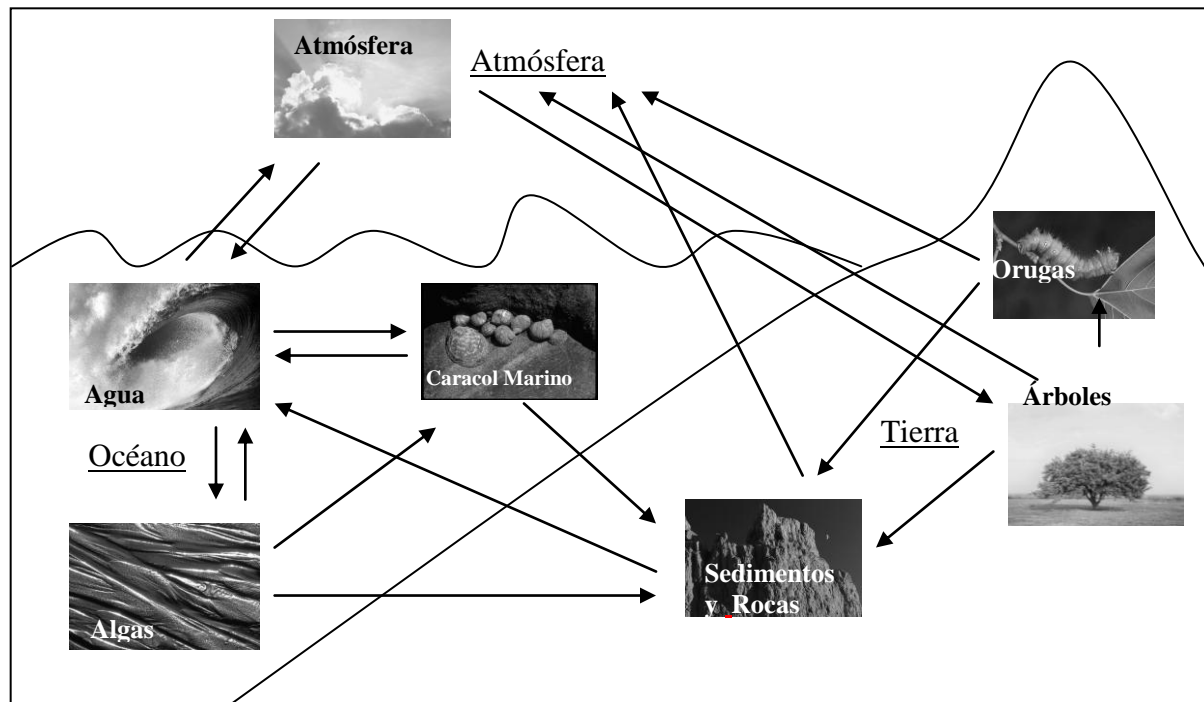 Atmósfera
Atmósfera
Orugas
Agua
Caracol Marino
Árboles
Océano
Tierra
Sedimentos
y Rocas
Algas